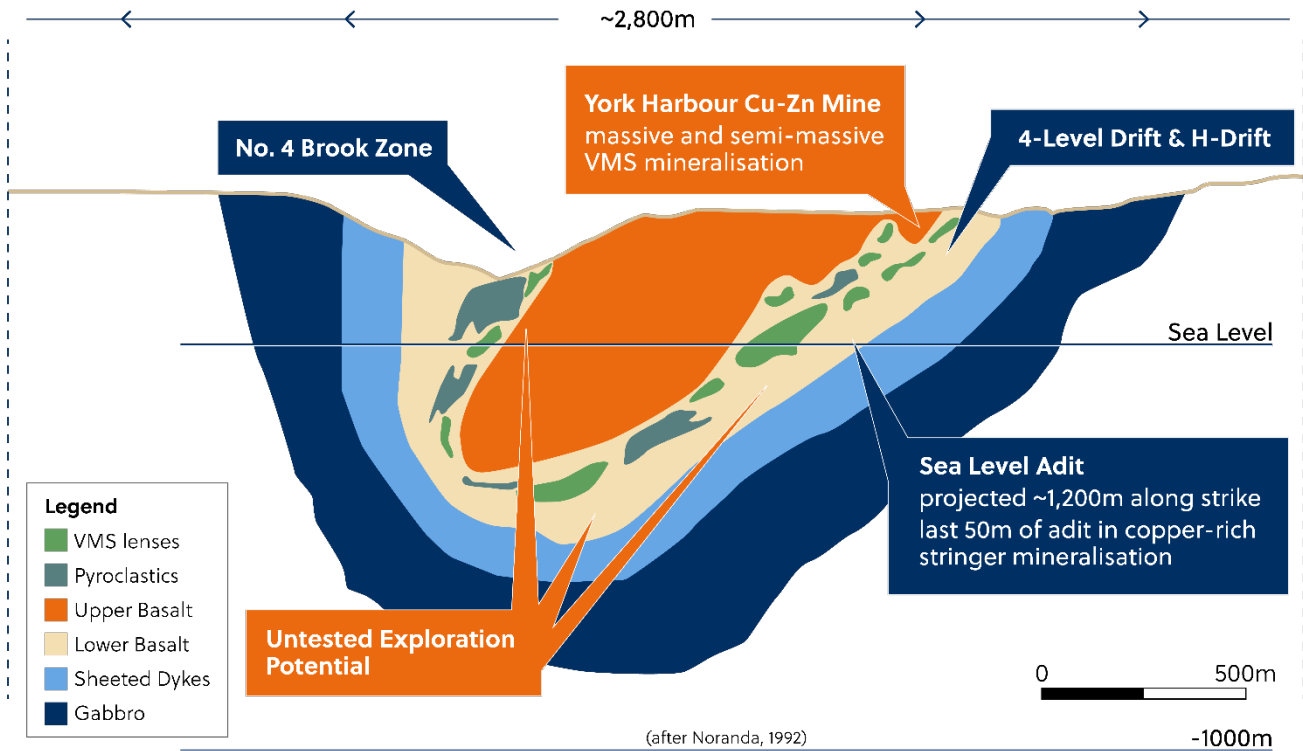 ~2,800m
York Harbour Cu-Zn Mine
massive and semi-massive
VMS mineralisation
No. 4 Brook Zone
4-Level Drift & H-Drift
Sea Level
Sea Level Adit
projected ~1,200m along strike
last 50m of adit in copper-rich
stringer mineralisation
Legend
VMS lenses
Pyroclastics
Upper Basalt
Lower Basalt
Sheeted Dykes
Gabbro
Untested Exploration
Potential
0 500m
(after Noranda, 1992)
-1000m